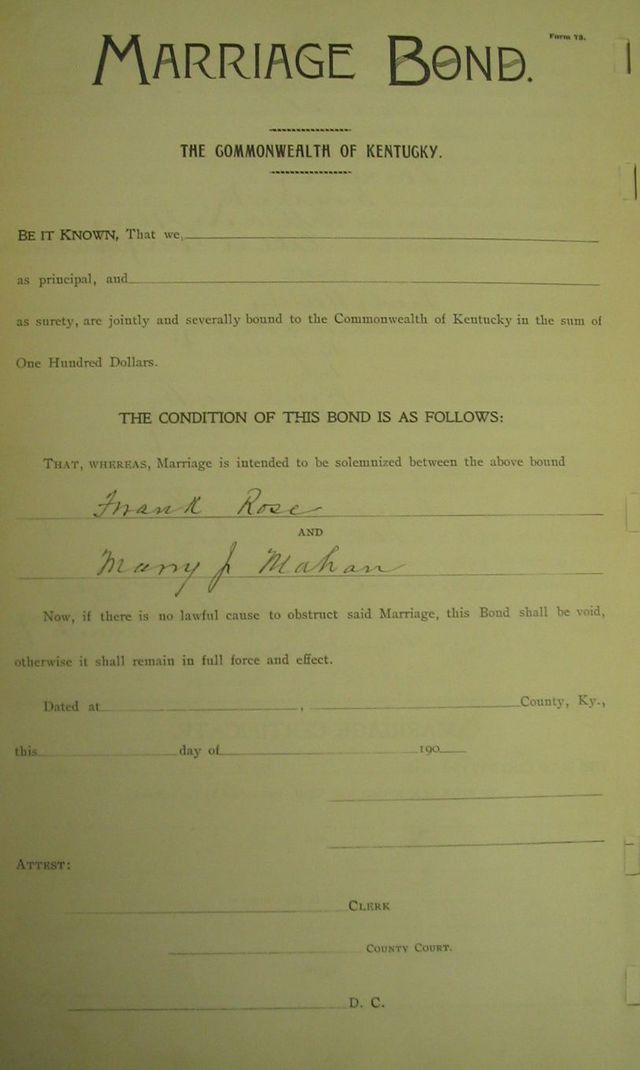 Form 73.
MARRIAGE BOND.
THE COMMONWEALTH OF KENTUCKY.
BE IT KNOWN, That we,
as principal, and
as surety, are jointly and severally bound to the Commonwealth of Kentucky in the sum of
One Hundred Dollars.
THE CONDITION OF THIS BOND IS AS FOLLOWS:
THAT, WHEREAS, Marriage is intended to be solemnized between the above bound
Frank Rose
AND
Mary J Mahan
Now, if there is no lawful cause to obstruct said Marriage, this Bond shall be void,
otherwise it shall remain in full force and effect.
Dated at , County, Ky.,
this day of 190
ATTEST:
CLERK
COUNTY COURT.
D. C.